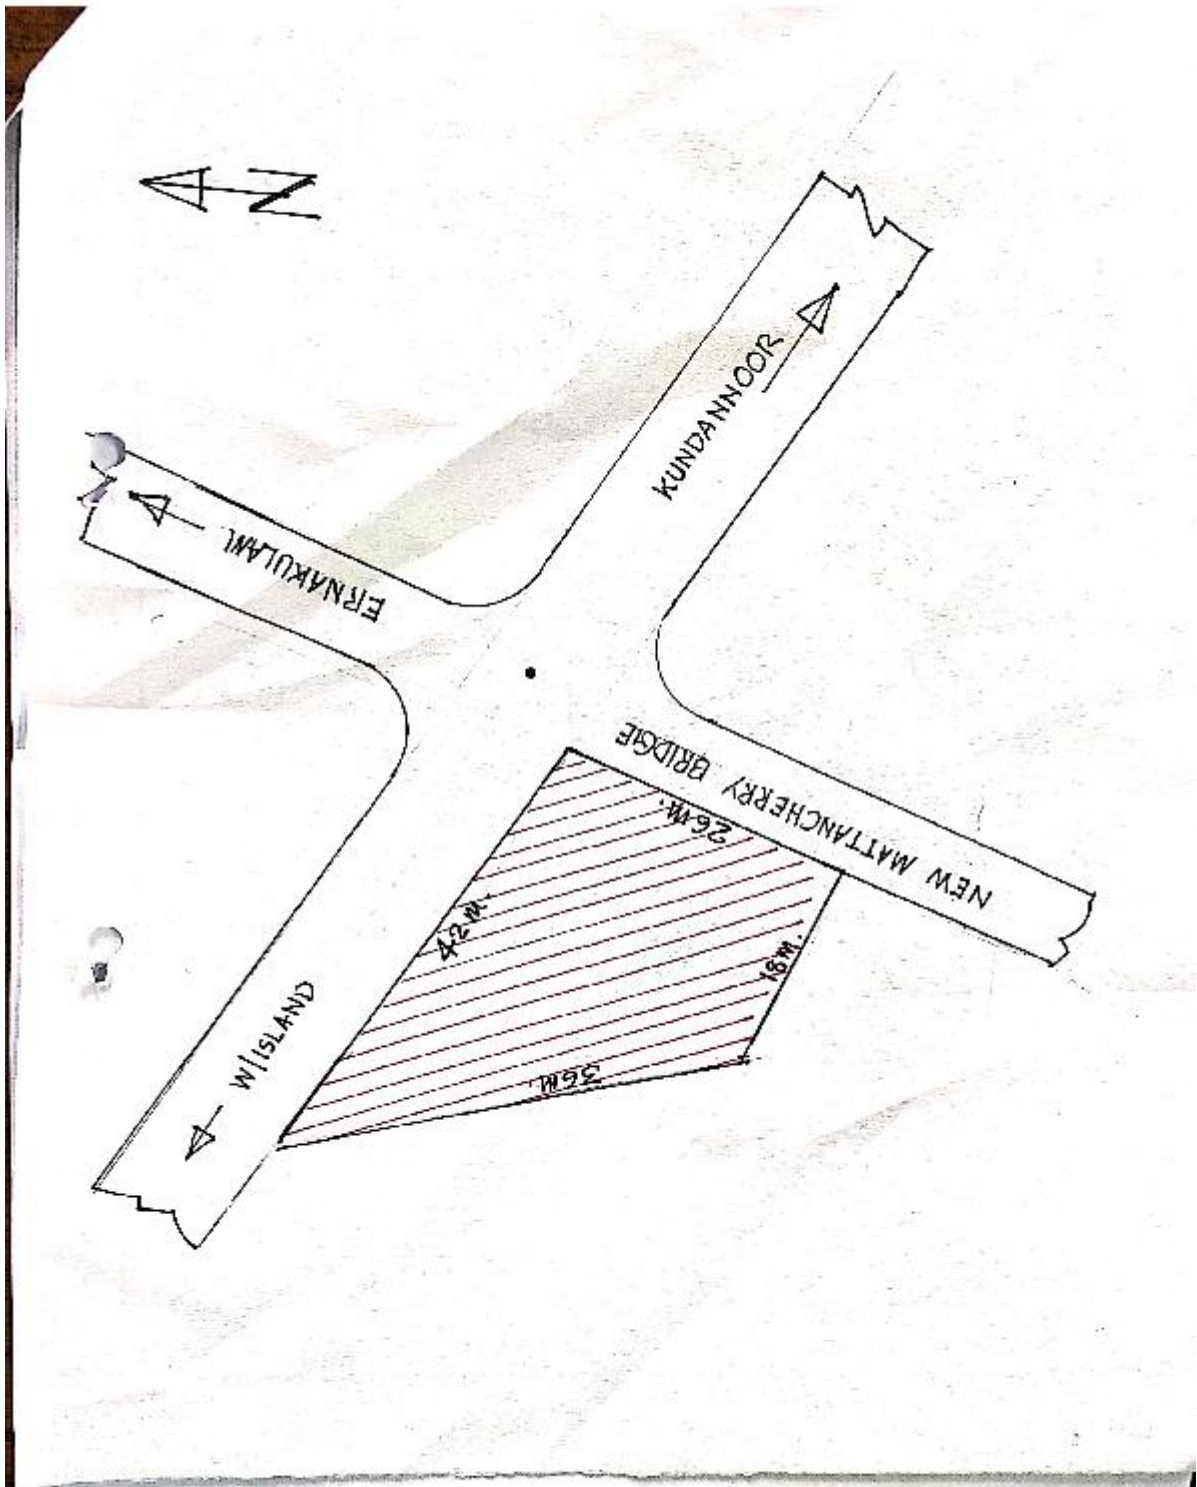 N
KUNDANNOOR
ERNAKULAM
NEW MATTANCHERRY BRIDGE
26M.
42M.
18M.
36M.
W/ISLAND